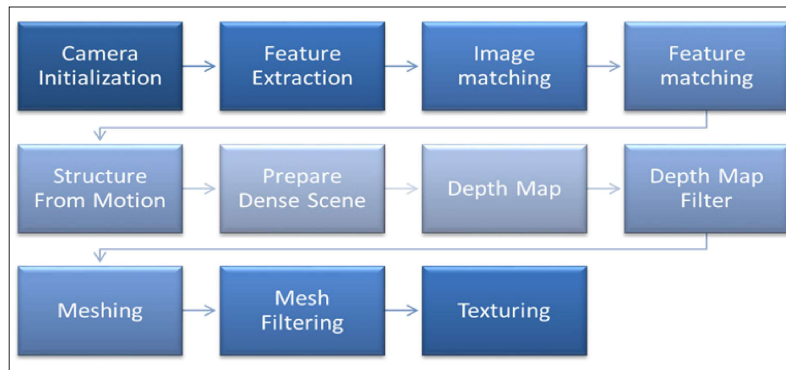 Camera
Initialization
Feature
Extraction
Image
matching
Feature
matching
Structure
From Motion
Prepare
Dense Scene
Depth Map
Depth Map
Filter
Meshing
Mesh
Filtering
Texturing